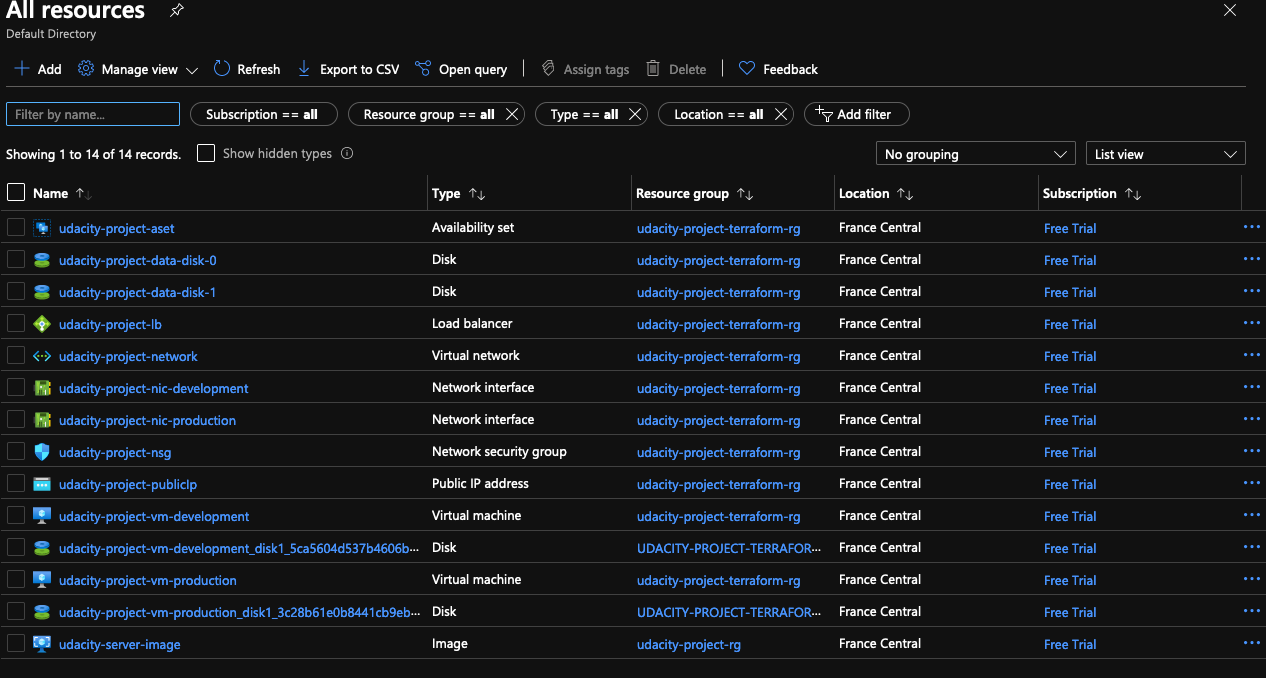 All resources
Default Directory
Add Manage view Refresh Export to CSV Open query Assign tags Delete Feedback
Filter by name... Subscription == all Resource group == all Type == all Location == all Add filter
Showing 1 to 14 of 14 records. Show hidden types No grouping List view
Name Type Resource group Location Subscription
udacity-project-aset Availability set udacity-project-terraform-rg France Central Free Trial
udacity-project-data-disk-0 Disk udacity-project-terraform-rg France Central Free Trial
udacity-project-data-disk-1 Disk udacity-project-terraform-rg France Central Free Trial
udacity-project-lb Load balancer udacity-project-terraform-rg France Central Free Trial
udacity-project-network Virtual network udacity-project-terraform-rg France Central Free Trial
udacity-project-nic-development Network interface udacity-project-terraform-rg France Central Free Trial
udacity-project-nic-production Network interface udacity-project-terraform-rg France Central Free Trial
udacity-project-nsg Network security group udacity-project-terraform-rg France Central Free Trial
udacity-project-publicIp Public IP address udacity-project-terraform-rg France Central Free Trial
udacity-project-vm-development Virtual machine udacity-project-terraform-rg France Central Free Trial
udacity-project-vm-development_disk1_5ca5604d537b4606b... Disk UDACITY-PROJECT-TERRAFOR... France Central Free Trial
udacity-project-vm-production Virtual machine udacity-project-terraform-rg France Central Free Trial
udacity-project-vm-production_disk1_3c28b61e0b8441cb9eb... Disk UDACITY-PROJECT-TERRAFOR... France Central Free Trial
udacity-server-image Image udacity-project-rg France Central Free Trial